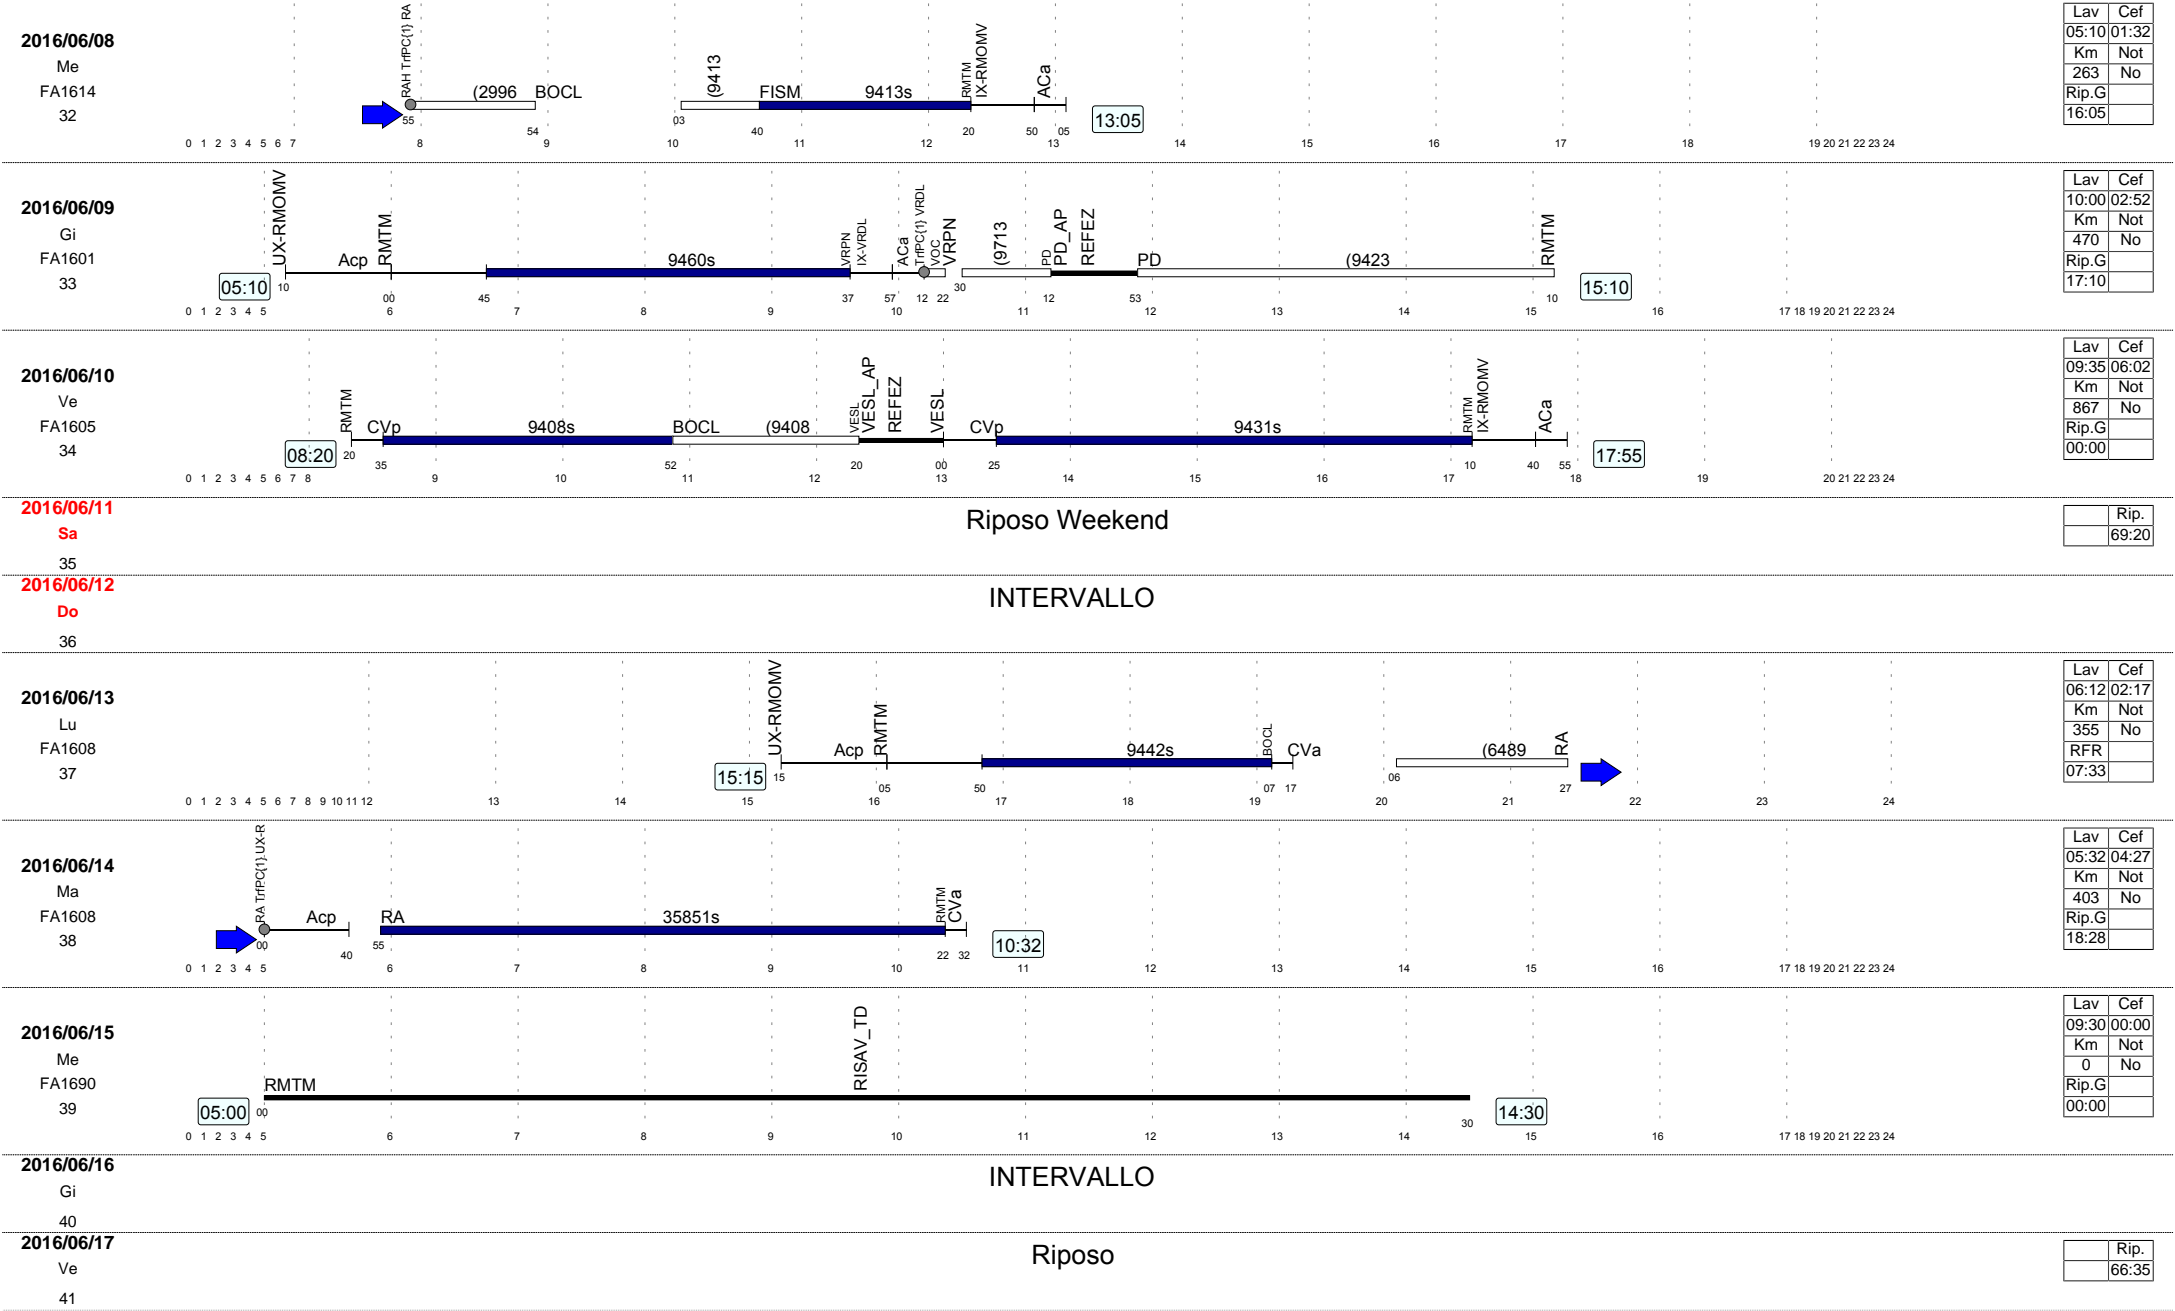 2016/06/08
Me
FA1614
32
RAH TrfPC{1} RA
(2996
BOCL
(9413
FISM
9413s
RMTM
IX-RMOMV
ACa
55
54
03
40
20
50
05
13:05
0 1 2 3 4 5 6 7 8 9 10 11 12 13 14 15 16 17 18 19 20 21 22 23 24
Lav Cef
05:10 01:32
Km Not
263 No
Rip.G
16:05
2016/06/09
Gi
FA1601
33
05:10
UX-RMOMV
Acp
RMTM
9460s
VRPN
IX-VRDL
ACa
TrfPC{1} VRDL
VOC
VRPN
(9713
PD
PD_AP
REFEZ
PD
(9423
RMTM
10
00
45
37
57
12
22
30
12
53
10
15:10
0 1 2 3 4 5 6 7 8 9 10 11 12 13 14 15 16 17 18 19 20 21 22 23 24
Lav Cef
10:00 02:52
Km Not
470 No
Rip.G
17:10
2016/06/10
Ve
FA1605
34
08:20
RMTM
CVp
9408s
BOCL
(9408
VESL
VESL_AP
REFEZ
VESL
CVp
9431s
RMTM
IX-RMOMV
ACa
20
35
52
20
00
25
10
40
55
17:55
0 1 2 3 4 5 6 7 8 9 10 11 12 13 14 15 16 17 18 19 20 21 22 23 24
Lav Cef
09:35 06:02
Km Not
867 No
Rip.G
00:00
2016/06/11
Sa
35
Riposo Weekend
Rip.
69:20
2016/06/12
Do
36
INTERVALLO
2016/06/13
Lu
FA1608
37
15:15
UX-RMOMV
Acp
RMTM
9442s
BOCL
CVa
(6489
RA
15
05
50
07
17
06
27
0 1 2 3 4 5 6 7 8 9 10 11 12 13 14 15 16 17 18 19 20 21 22 23 24
Lav Cef
06:12 02:17
Km Not
355 No
RFR
07:33
2016/06/14
Ma
FA1608
38
RA TrfPC{1} UX-R
Acp
RA
35851s
RMTM
CVa
00
40
55
22
32
10:32
0 1 2 3 4 5 6 7 8 9 10 11 12 13 14 15 16 17 18 19 20 21 22 23 24
Lav Cef
05:32 04:27
Km Not
403 No
Rip.G
18:28
2016/06/15
Me
FA1690
39
05:00
RMTM
RISAV_TD
00
30
14:30
0 1 2 3 4 5 6 7 8 9 10 11 12 13 14 15 16 17 18 19 20 21 22 23 24
Lav Cef
09:30 00:00
Km Not
0 No
Rip.G
00:00
2016/06/16
Gi
40
INTERVALLO
2016/06/17
Ve
41
Riposo
Rip.
66:35